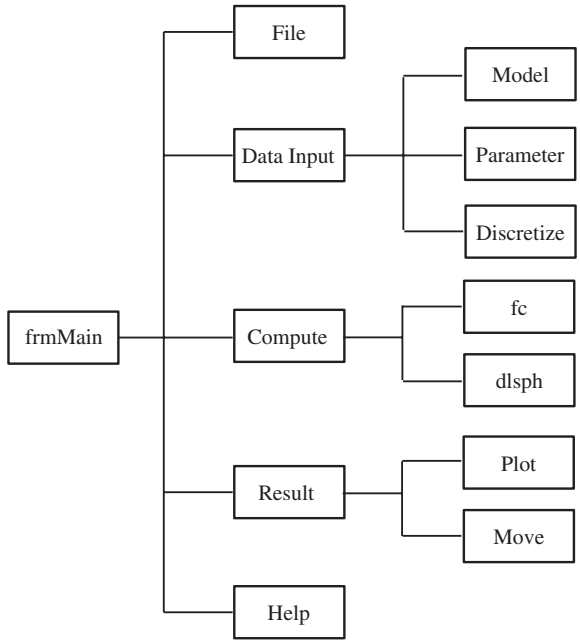 File
Model
Data Input
Parameter
Discretize
fc
frmMain
Compute
dlsph
Plot
Result
Move
Help